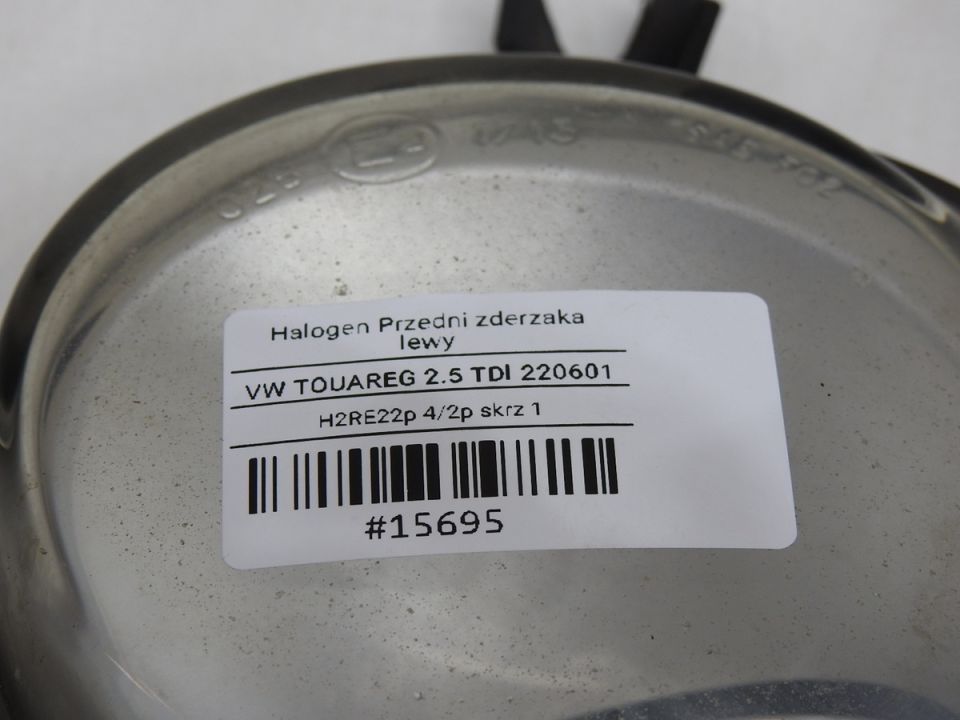 Halogen Przedni zderzaka
lewy
VW TOUAREG 2.5 TDI 220601
H2RE22p 4/2p skrz 1
#15695